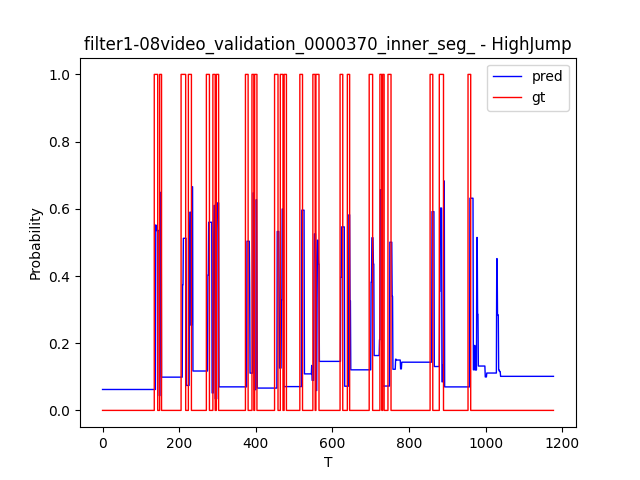 filter1-08video_validation_0000370_inner_seg_ - HighJump
pred
gt
1.0
0.8
0.6
0.4
0.2
0.0
Probability
0 200 400 600 800 1000 1200
T